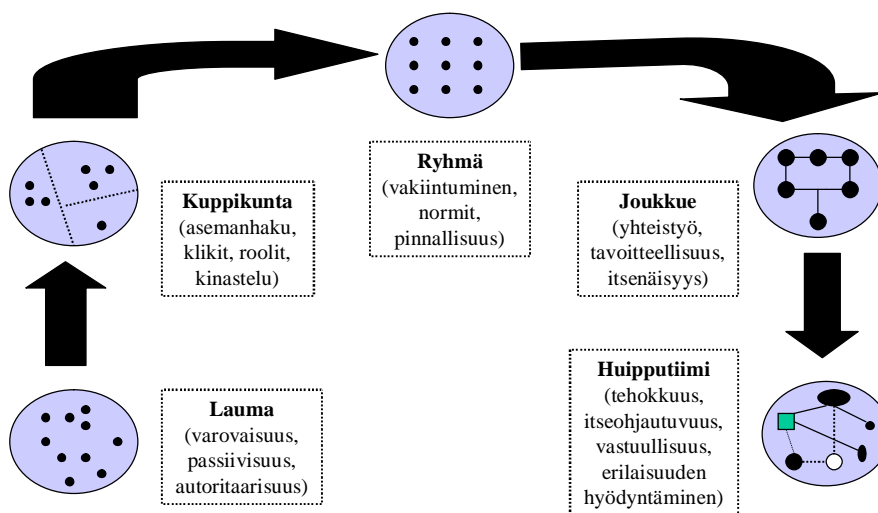 Ryhmä
(vakiintuminen,
normit,
pinnallisuus)
Kuppikunta
(asemanhaku,
klikit, roolit,
kinastelu)
Joukkue
(yhteistyö,
tavoitteellisuus,
itsenäisyys)
Lauma
(varovaisuus,
passiivisuus,
autoritaarisuus)
Huipputiimi
(tehokkuus,
itseohjautuvuus,
vastuullisuus,
erilaisuuden
hyödyntäminen)